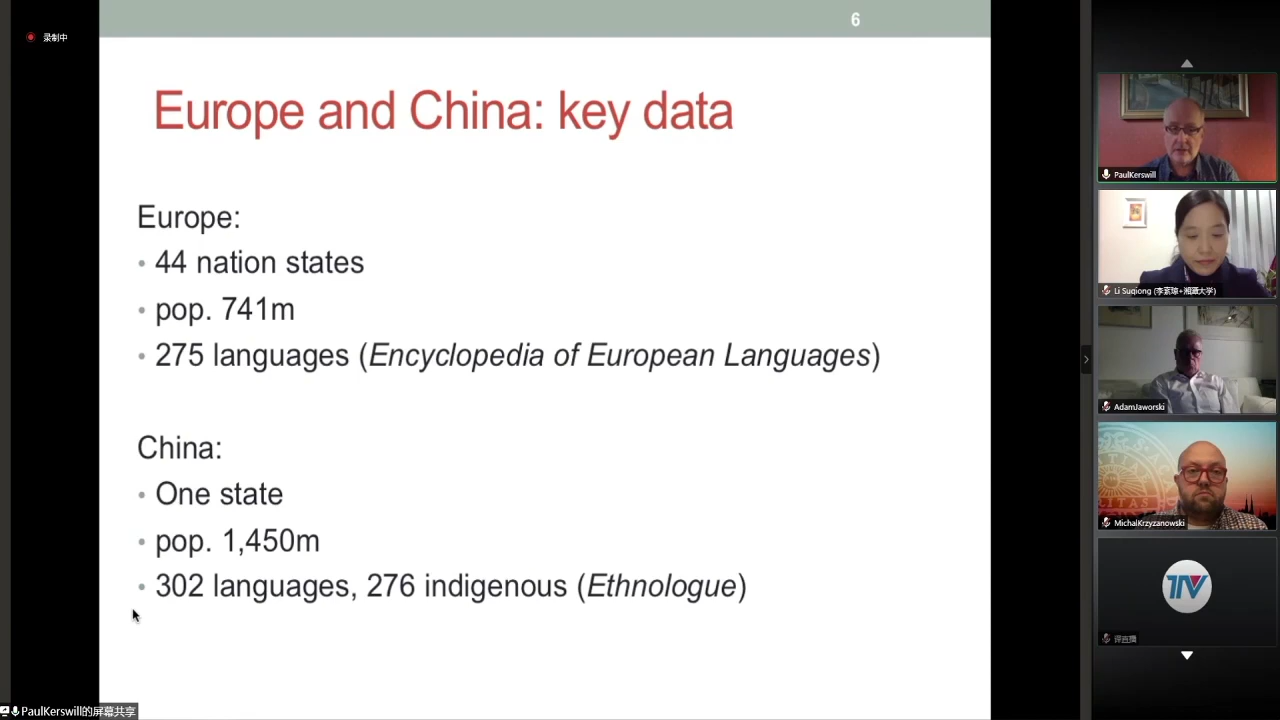 6
录制中
Europe and China: key data
Europe:
• 44 nation states
• pop. 741m
• 275 languages (Encyclopedia of European Languages)
China:
• One state
• pop. 1,450m
• 302 languages, 276 indigenous (Ethnologue)
PaulKerswill的屏幕共享
PaulKerswill
Li Suqiong (李素琼+湘潭大学)
AdamJaworski
MichalKrzyzanowski